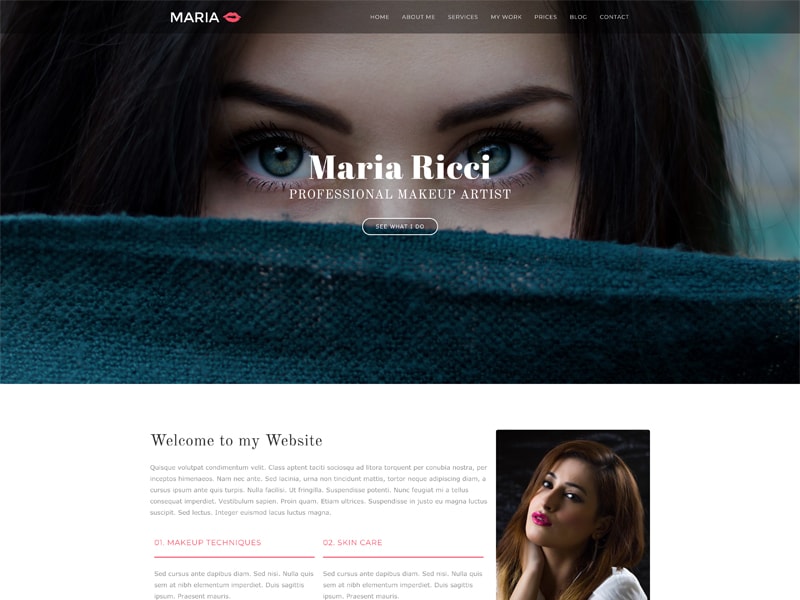 MARIA
HOME ABOUT ME SERVICES MY WORK PRICES BLOG CONTACT
Maria Ricci
PROFESSIONAL MAKEUP ARTIST
SEE WHAT I DO
Welcome to my Website
Quisque volutpat condimentum velit. Class aptent taciti sociosqu ad litora torquent per conubia nostra, per
inceptos himenaeos. Nam nec ante. Sed lacinia, urna non tincidunt mattis, tortor neque adipiscing diam, a
cursus ipsum ante quis turpis. Nulla facilisi. Ut fringilla. Suspendisse potenti. Nunc feugiat mi a tellus
consequat imperdiet. Vestibulum sapien. Proin quam. Etiam ultrices. Suspendisse in justo eu magna luctus
suscipit. Sed lectus. Integer euismod lacus luctus magna.
01. MAKEUP TECHNIQUES
Sed cursus ante dapibus diam. Sed nisi. Nulla quis
sem at nibh elementum imperdiet. Duis sagittis
ipsum. Praesent mauris.
02. SKIN CARE
Sed cursus ante dapibus diam. Sed nisi. Nulla quis
sem at nibh elementum imperdiet. Duis sagittis
ipsum. Praesent mauris.